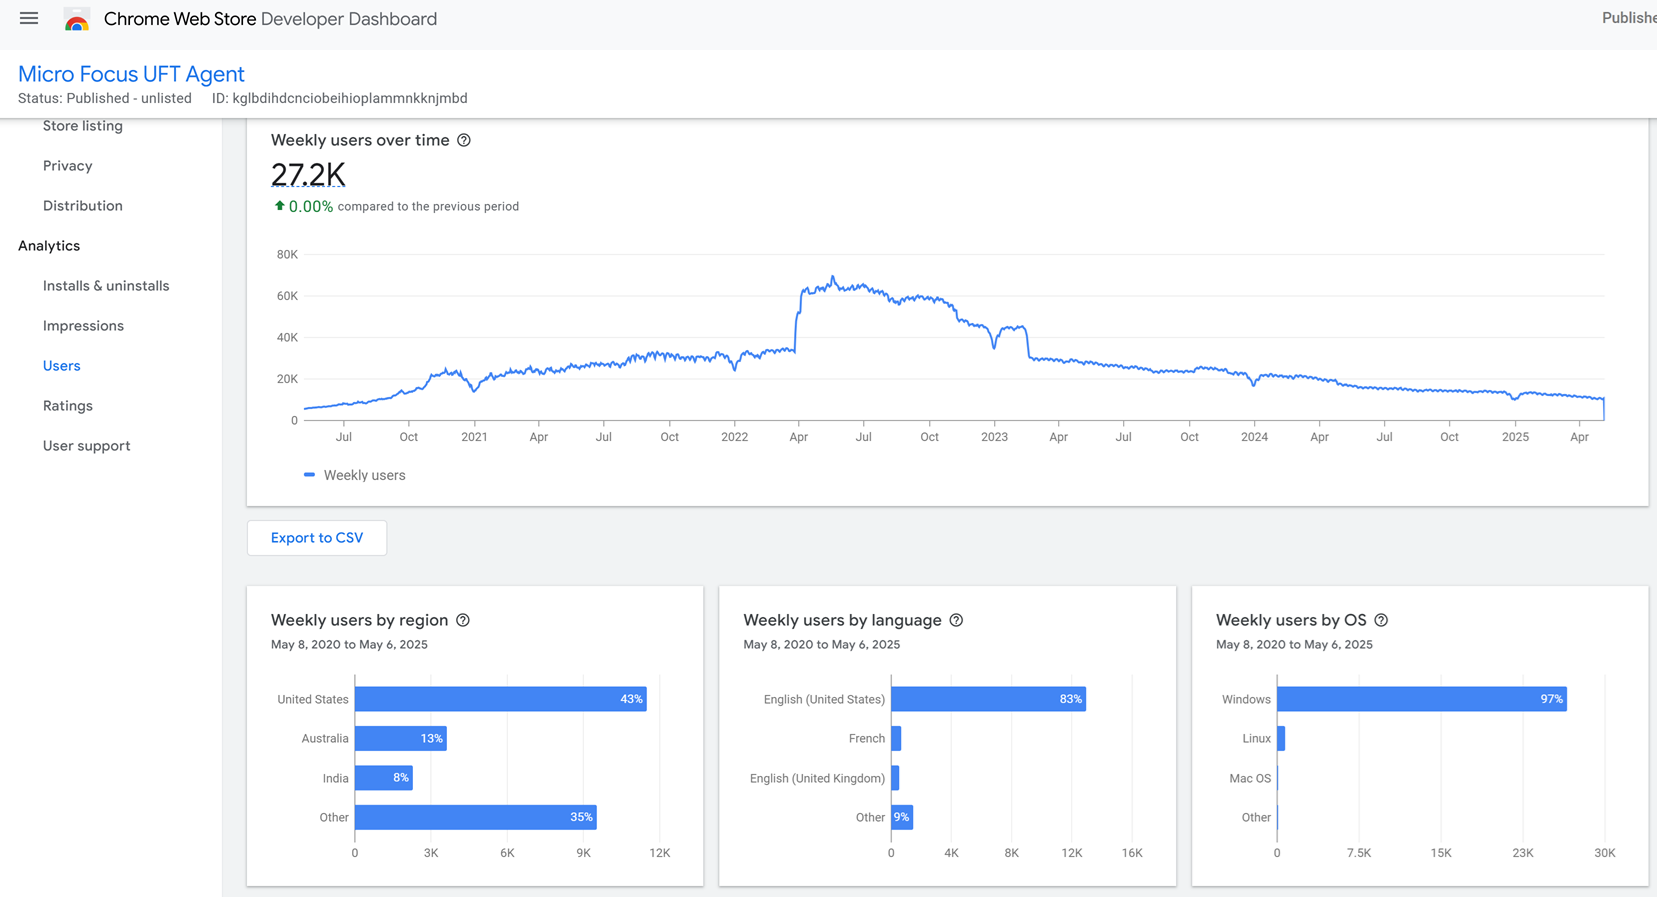 Chrome Web Store Developer Dashboard
Micro Focus UFT Agent
Status: Published - unlisted ID: kglbdihdcnciobeihioplammnkknjmbd
Store listing
Privacy
Distribution
Analytics
Installs & uninstalls
Impressions
Users
Ratings
User support
Weekly users over time
27.2K
0.00% compared to the previous period
80K
60K
40K
20K
0
Jul Oct 2021 Apr Jul Oct 2022 Apr Jul Oct 2023 Apr Jul Oct 2024 Apr Jul Oct 2025 Apr
Weekly users
Export to CSV
Weekly users by region
May 8, 2020 to May 6, 2025
United States 43%
Australia 13%
India 8%
Other 35%
0 3K 6K 9K 12K
Weekly users by language
May 8, 2020 to May 6, 2025
English (United States) 83%
French
English (United Kingdom)
Other 9%
0 4K 8K 12K 16K
Weekly users by OS
May 8, 2020 to May 6, 2025
Windows 97%
Linux
Mac OS
Other
0 7.5K 15K 23K 30K